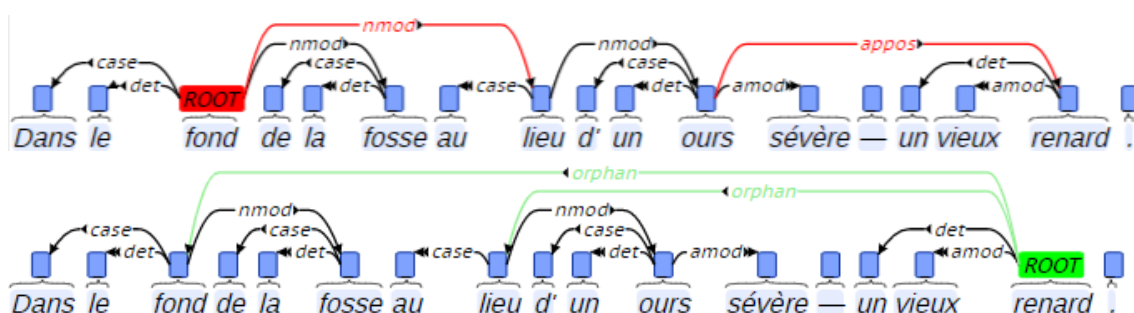 nmod
nmod nmod appos
case case case det
case det det case det amod amod
ROOT
Dans le fond de la fosse au lieu d' un ours sévère — un vieux renard .
orphan
orphan
nmod nmod
case case case det
det det case det amod amod
ROOT
Dans le fond de la fosse au lieu d' un ours sévère — un vieux renard .